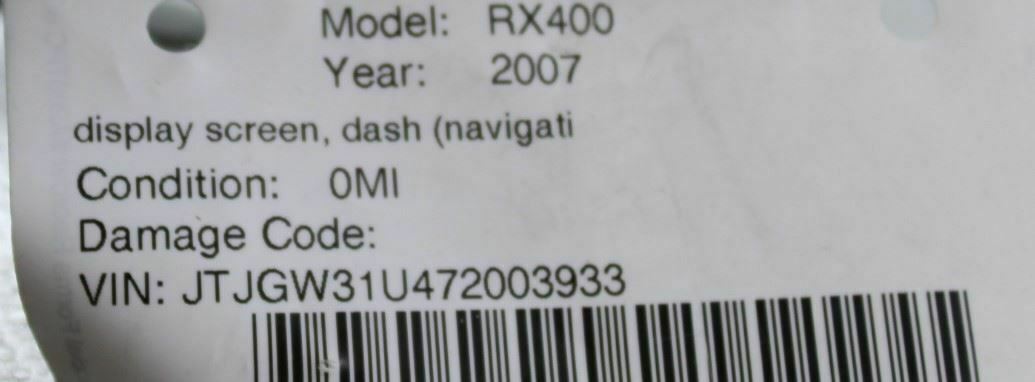 Model: RX400
Year: 2007
display screen, dash (navigati
Condition: 0MI
Damage Code:
VIN: JTJGW31U472003933